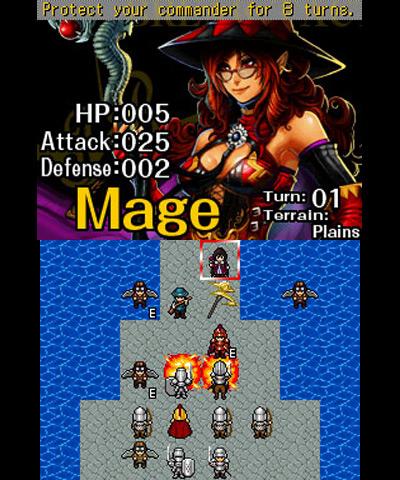 Protect your commander for 8 turns.
HP:005
Attack:025
Defense:002
Mage
Turn: 01
Terrain:
Plains
E
E
E